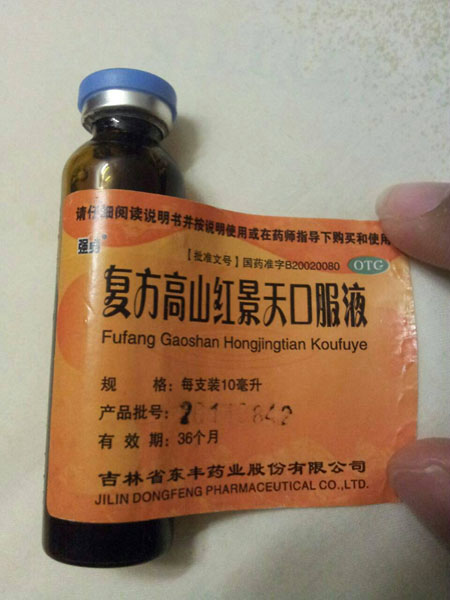 请仔细阅读说明书并按说明使用或在药师指导下购买和使用
强身
【批准文号】国药准字B20020080
OTC
复方高山红景天口服液
Fufang Gaoshan Hongjingtian Koufuye
规 格：每支装10毫升
产品批号：
有 效 期：36个月
吉林省东丰药业股份有限公司
JILIN DONGFENG PHARMACEUTICAL CO.,LTD.